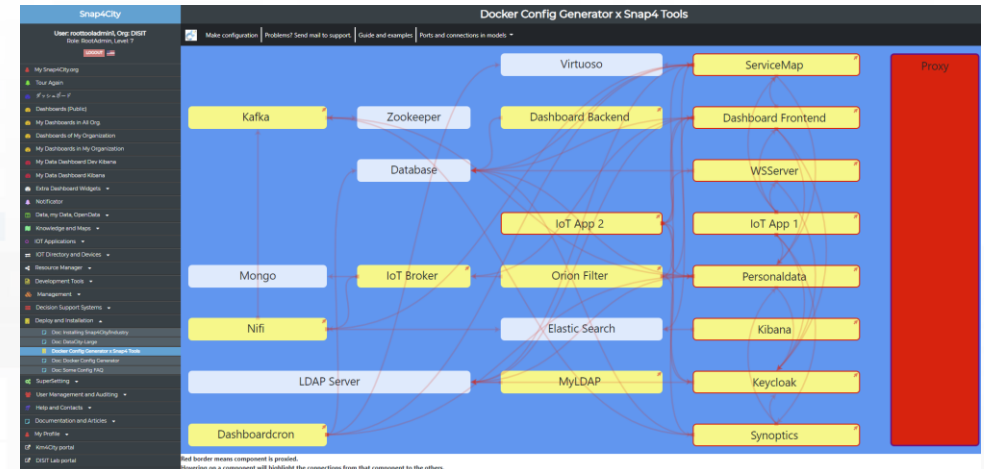 Snap4City
Docker Config Generator x Snap4 Tools
User: roottooladmin1, Org: DISIT
Role: RootAdmin, Level: 7
LOGOUT
Make configuration
Problems? Send mail to support.
Guide and examples
Ports and connections in models
My Snap4City.org
Tour Again
ダッシュボード
Dashboards (Public)
My Dashboards in All Org.
Dashboards of My Organization
My Dashboards in My Organization
My Data Dashboard Dev Kibana
My Data Dashboard Kibana
Extra Dashboard Widgets
Notificator
Data, my Data, OpenData
Knowledge and Maps
IOT Applications
IOT Directory and Devices
Resource Manager
Development Tools
Management
Decision Support Systems
Deploy and Installation
Doc: Installing Snap4City/Industry
Doc: DataCity-Large
Docker Config Generator x Snap4 Tools
Doc: Docker Config Generator
Doc: Some Config FAQ
SuperSetting
User Management and Auditing
Help and Contacts
Documentation and Articles
My Profile
Km4City portal
DISIT Lab portal
Virtuoso
ServiceMap
Proxy
Kafka
Zookeeper
Dashboard Backend
Dashboard Frontend
Database
WSServer
IoT App 2
IoT App 1
Mongo
IoT Broker
Orion Filter
Personaldata
Nifi
Elastic Search
Kibana
LDAP Server
MyLDAP
Keycloak
Dashboardcron
Synoptics
Red border means component is proxied.
Hovering on a component will highlight the connections from that component to the others.